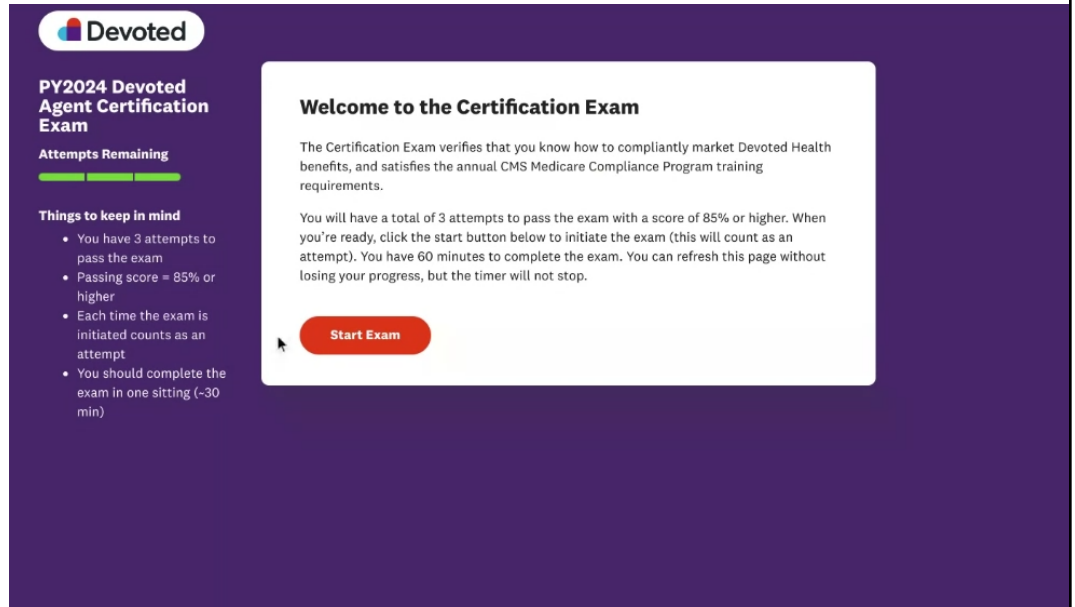 Devoted
PY2024 Devoted
Agent Certification
Exam
Attempts Remaining
Things to keep in mind
• You have 3 attempts to
pass the exam
• Passing score = 85% or
higher
• Each time the exam is
initiated counts as an
attempt
• You should complete the
exam in one sitting (~30
min)
Welcome to the Certification Exam
The Certification Exam verifies that you know how to compliantly market Devoted Health
benefits, and satisfies the annual CMS Medicare Compliance Program training
requirements.
You will have a total of 3 attempts to pass the exam with a score of 85% or higher. When
you're ready, click the start button below to initiate the exam (this will count as an
attempt). You have 60 minutes to complete the exam. You can refresh this page without
losing your progress, but the timer will not stop.
Start Exam